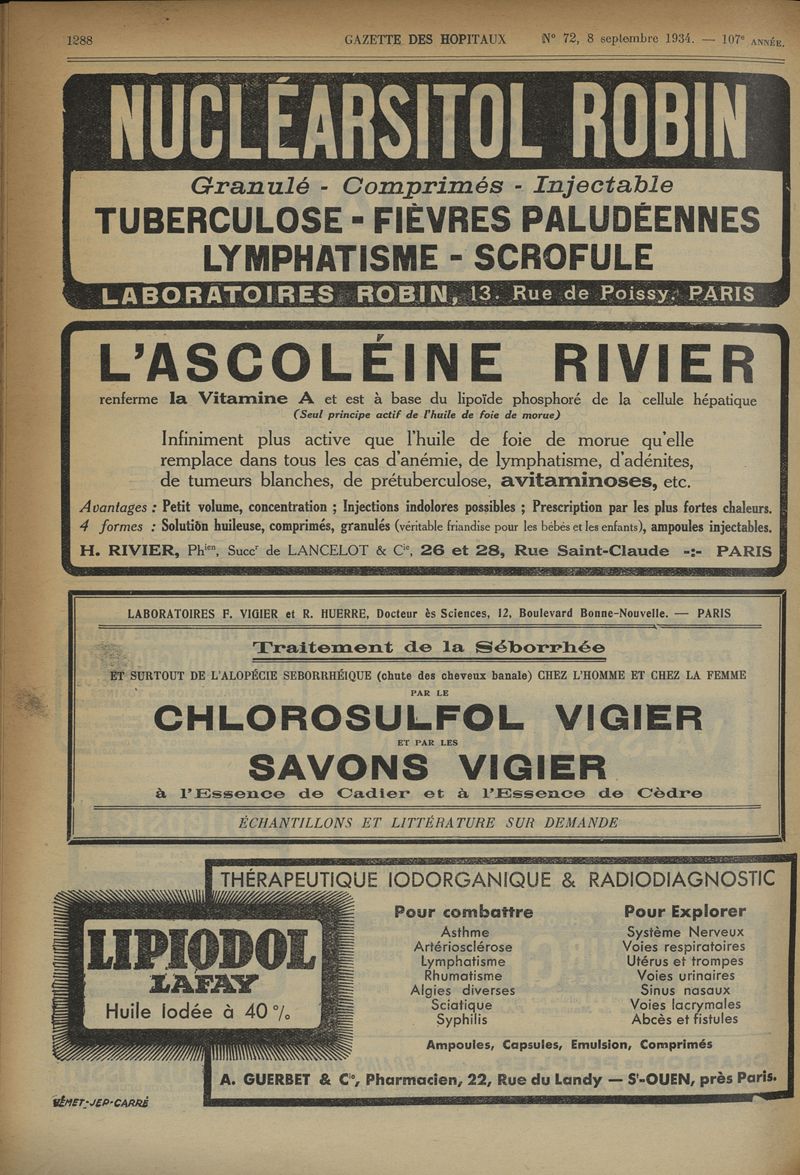 1288 GAZETTE DES HOPITAUX N° 72, 8 septembre 1934. — 107e ANNÉE.
NUCLÉARSITOL ROBIN
Granulé - Comprimés - Injectable
TUBERCULOSE - FIÈVRES PALUDÉENNES
LYMPHATISME - SCROFULE
LABORATOIRES ROBIN, 13. Rue de Poissy, PARIS
L'ASCOLÉINE RIVIER
renferme la Vitamine A et est à base du lipoïde phosphoré de la cellule hépatique
(Seul principe actif de l'huile de foie de morue)
Infiniment plus active que l'huile de foie de morue qu'elle
remplace dans tous les cas d'anémie, de lymphatisme, d'adénites,
de tumeurs blanches, de prétuberculose, avitaminoses, etc.
Avantages : Petit volume, concentration ; Injections indolores possibles ; Prescription par les plus fortes chaleurs.
4 formes : Solution huileuse, comprimés, granulés (véritable friandise pour les bébés et les enfants), ampoules injectables.
H. RIVIER, Phien, Succr de LANCELOT & Cie, 26 et 28, Rue Saint-Claude -:- PARIS
LABORATOIRES F. VIGIER et R. HUERRE, Docteur ès Sciences, 12, Boulevard Bonne-Nouvelle. — PARIS
Traitement de la Séborrhée
ET SURTOUT DE L'ALOPÉCIE SEBORRHÉIQUE (chute des cheveux banale) CHEZ L'HOMME ET CHEZ LA FEMME
PAR LE
CHLOROSULFOL VIGIER
ET PAR LES
SAVONS VIGIER
à l'Essence de Cadier et à l'Essence de Cèdre
ÉCHANTILLONS ET LITTÉRATURE SUR DEMANDE
THÉRAPEUTIQUE IODORGANIQUE & RADIODIAGNOSTIC
LIPIODOL
LAFAY
Huile Iodée à 40 %
Pour combattre
Asthme
Artériosclérose
Lymphatisme
Rhumatisme
Algies diverses
Sciatique
Syphilis
Pour Explorer
Système Nerveux
Voies respiratoires
Utérus et trompes
Voies urinaires
Sinus nasaux
Voies lacrymales
Abcès et fistules
Ampoules, Capsules, Emulsion, Comprimés
A. GUERBET & Cie, Pharmacien, 22, Rue du Landy — St-OUEN, près Paris.
RÉMET-JEP-CARRÉ